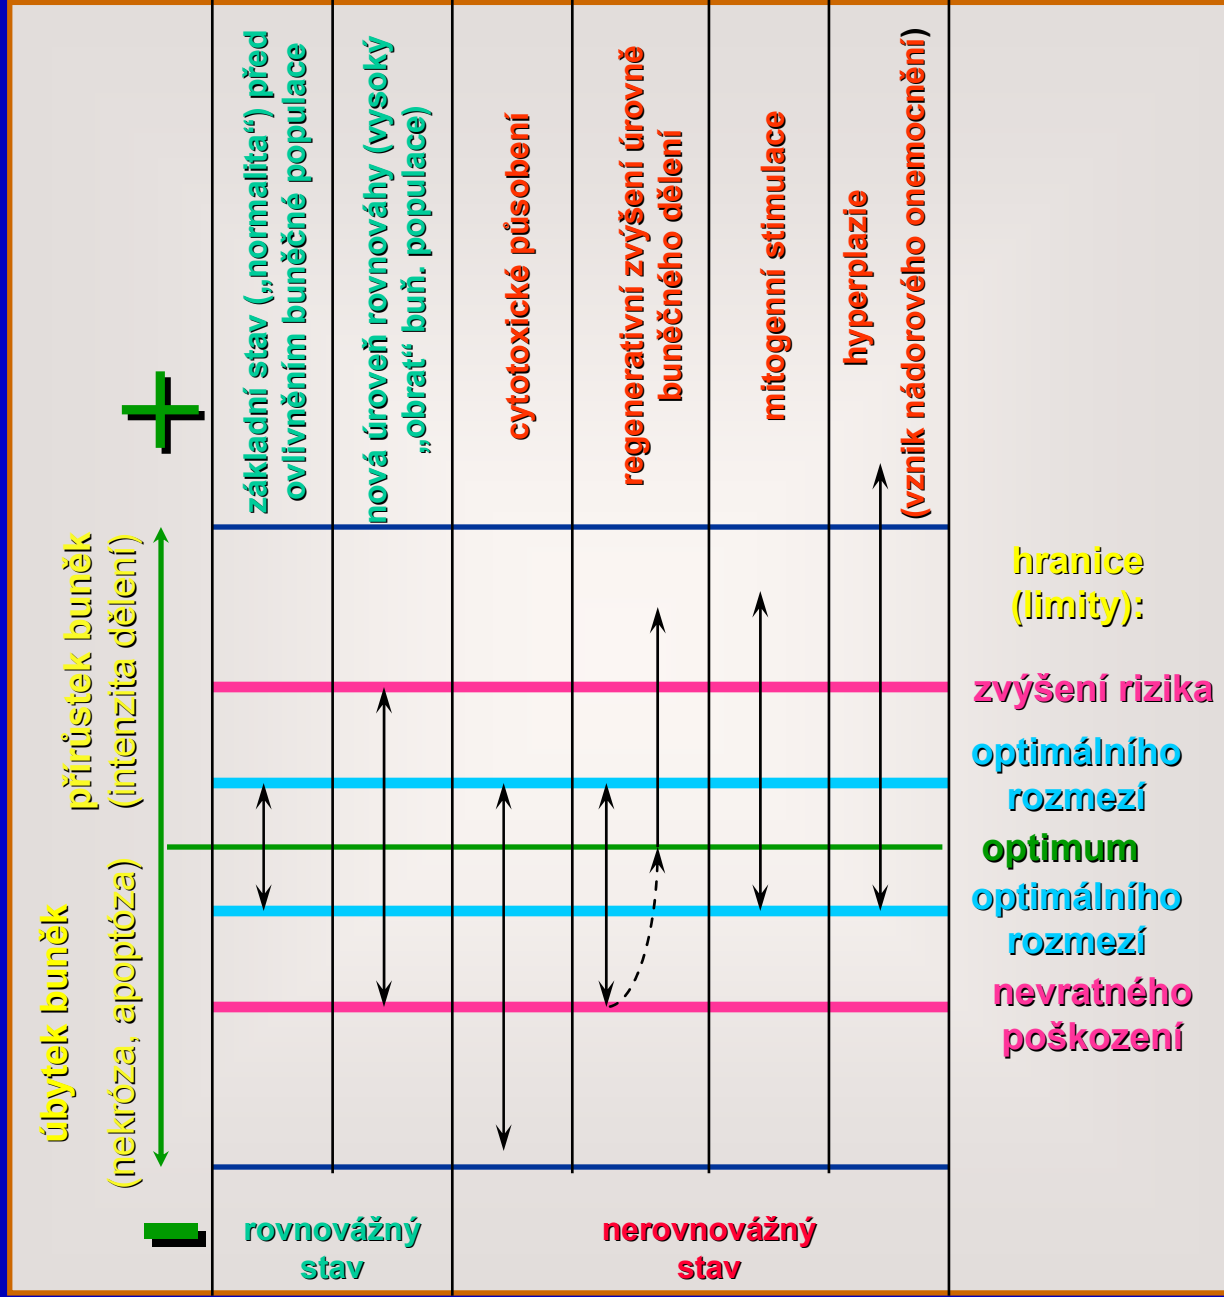 základní stav („normalita“) před
ovlivněním buněčné populace
nová úroveň rovnováhy (vysoký
„obrat“ buň. populace)
cytotoxické působení
regenerativní zvýšení úrovně
buněčného dělení
mitogenní stimulace
hyperplazie
(vznik nádorového onemocnění)
+
přírůstek buněk
(intenzita dělení)
úbytek buněk
(nekróza, apoptóza)
hranice
(limity):
zvýšení rizika
optimálního
rozmezí
optimum
optimálního
rozmezí
nevratného
poškození
rovnovážný
stav
nerovnovážný
stav